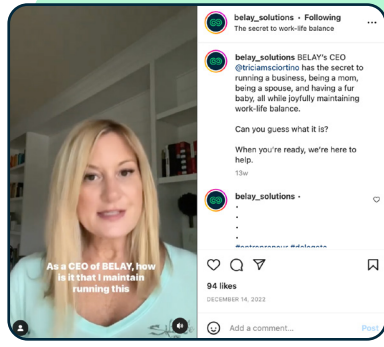 belay_solutions • Following
The secret to work-life balance
belay_solutions BELAY's CEO
@triciamsciortino has the secret to
running a business, being a mom,
being a spouse, and having a fur
baby, all while joyfully maintaining
work-life balance.
Can you guess what it is?
When you're ready, we're here to
help.
13w
belay_solutions •
•
•
•
•
#entrepreneur #delegate
As a CEO of BELAY, how
is it that I maintain
running this
94 likes
DECEMBER 14, 2022
Add a comment...
Post